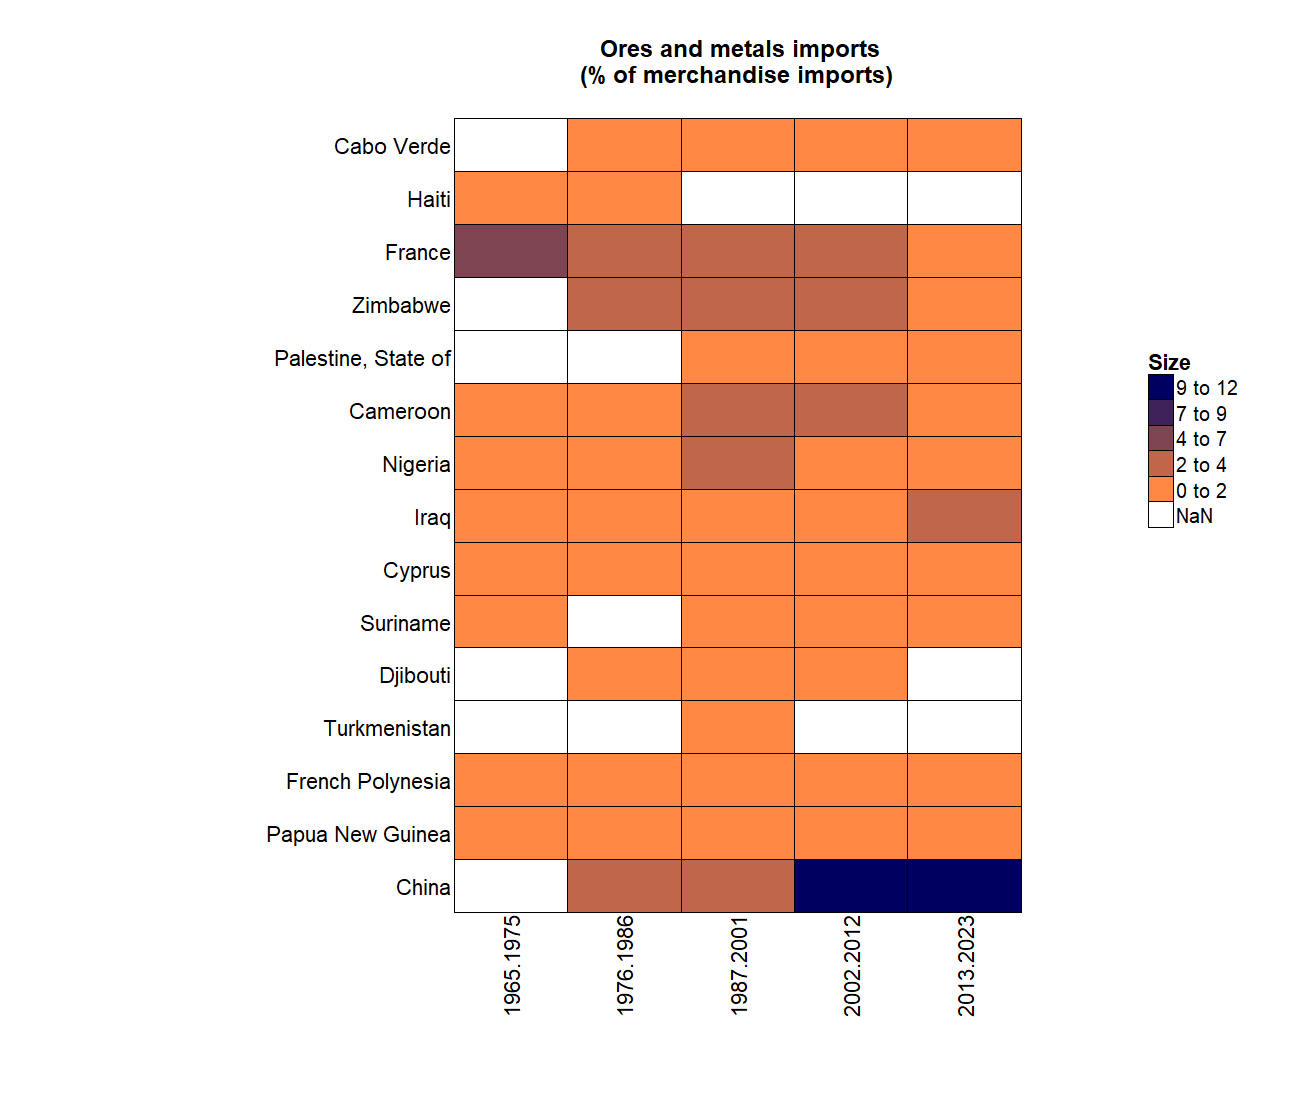 Ores and metals imports
(% of merchandise imports)
Cabo Verde
Haiti
France
Zimbabwe
Palestine, State of
Cameroon
Nigeria
Iraq
Cyprus
Suriname
Djibouti
Turkmenistan
French Polynesia
Papua New Guinea
China
1965.1975
1976.1986
1987.2001
2002.2012
2013.2023
Size
9 to 12
7 to 9
4 to 7
2 to 4
0 to 2
NaN